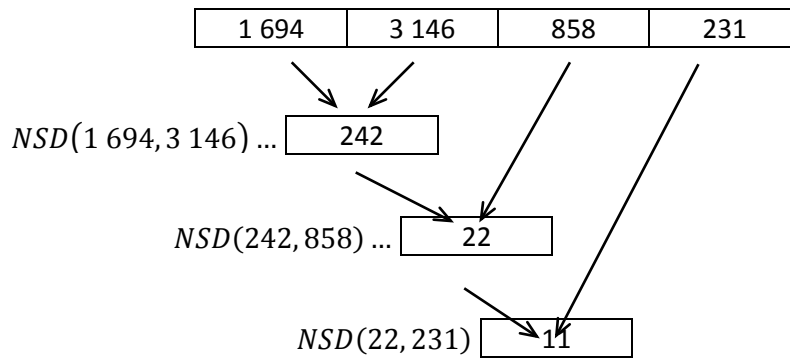 1 694 3 146 858 231
NSD(1 694, 3 146) ... 242
NSD(242, 858) ... 22
NSD(22, 231) 11